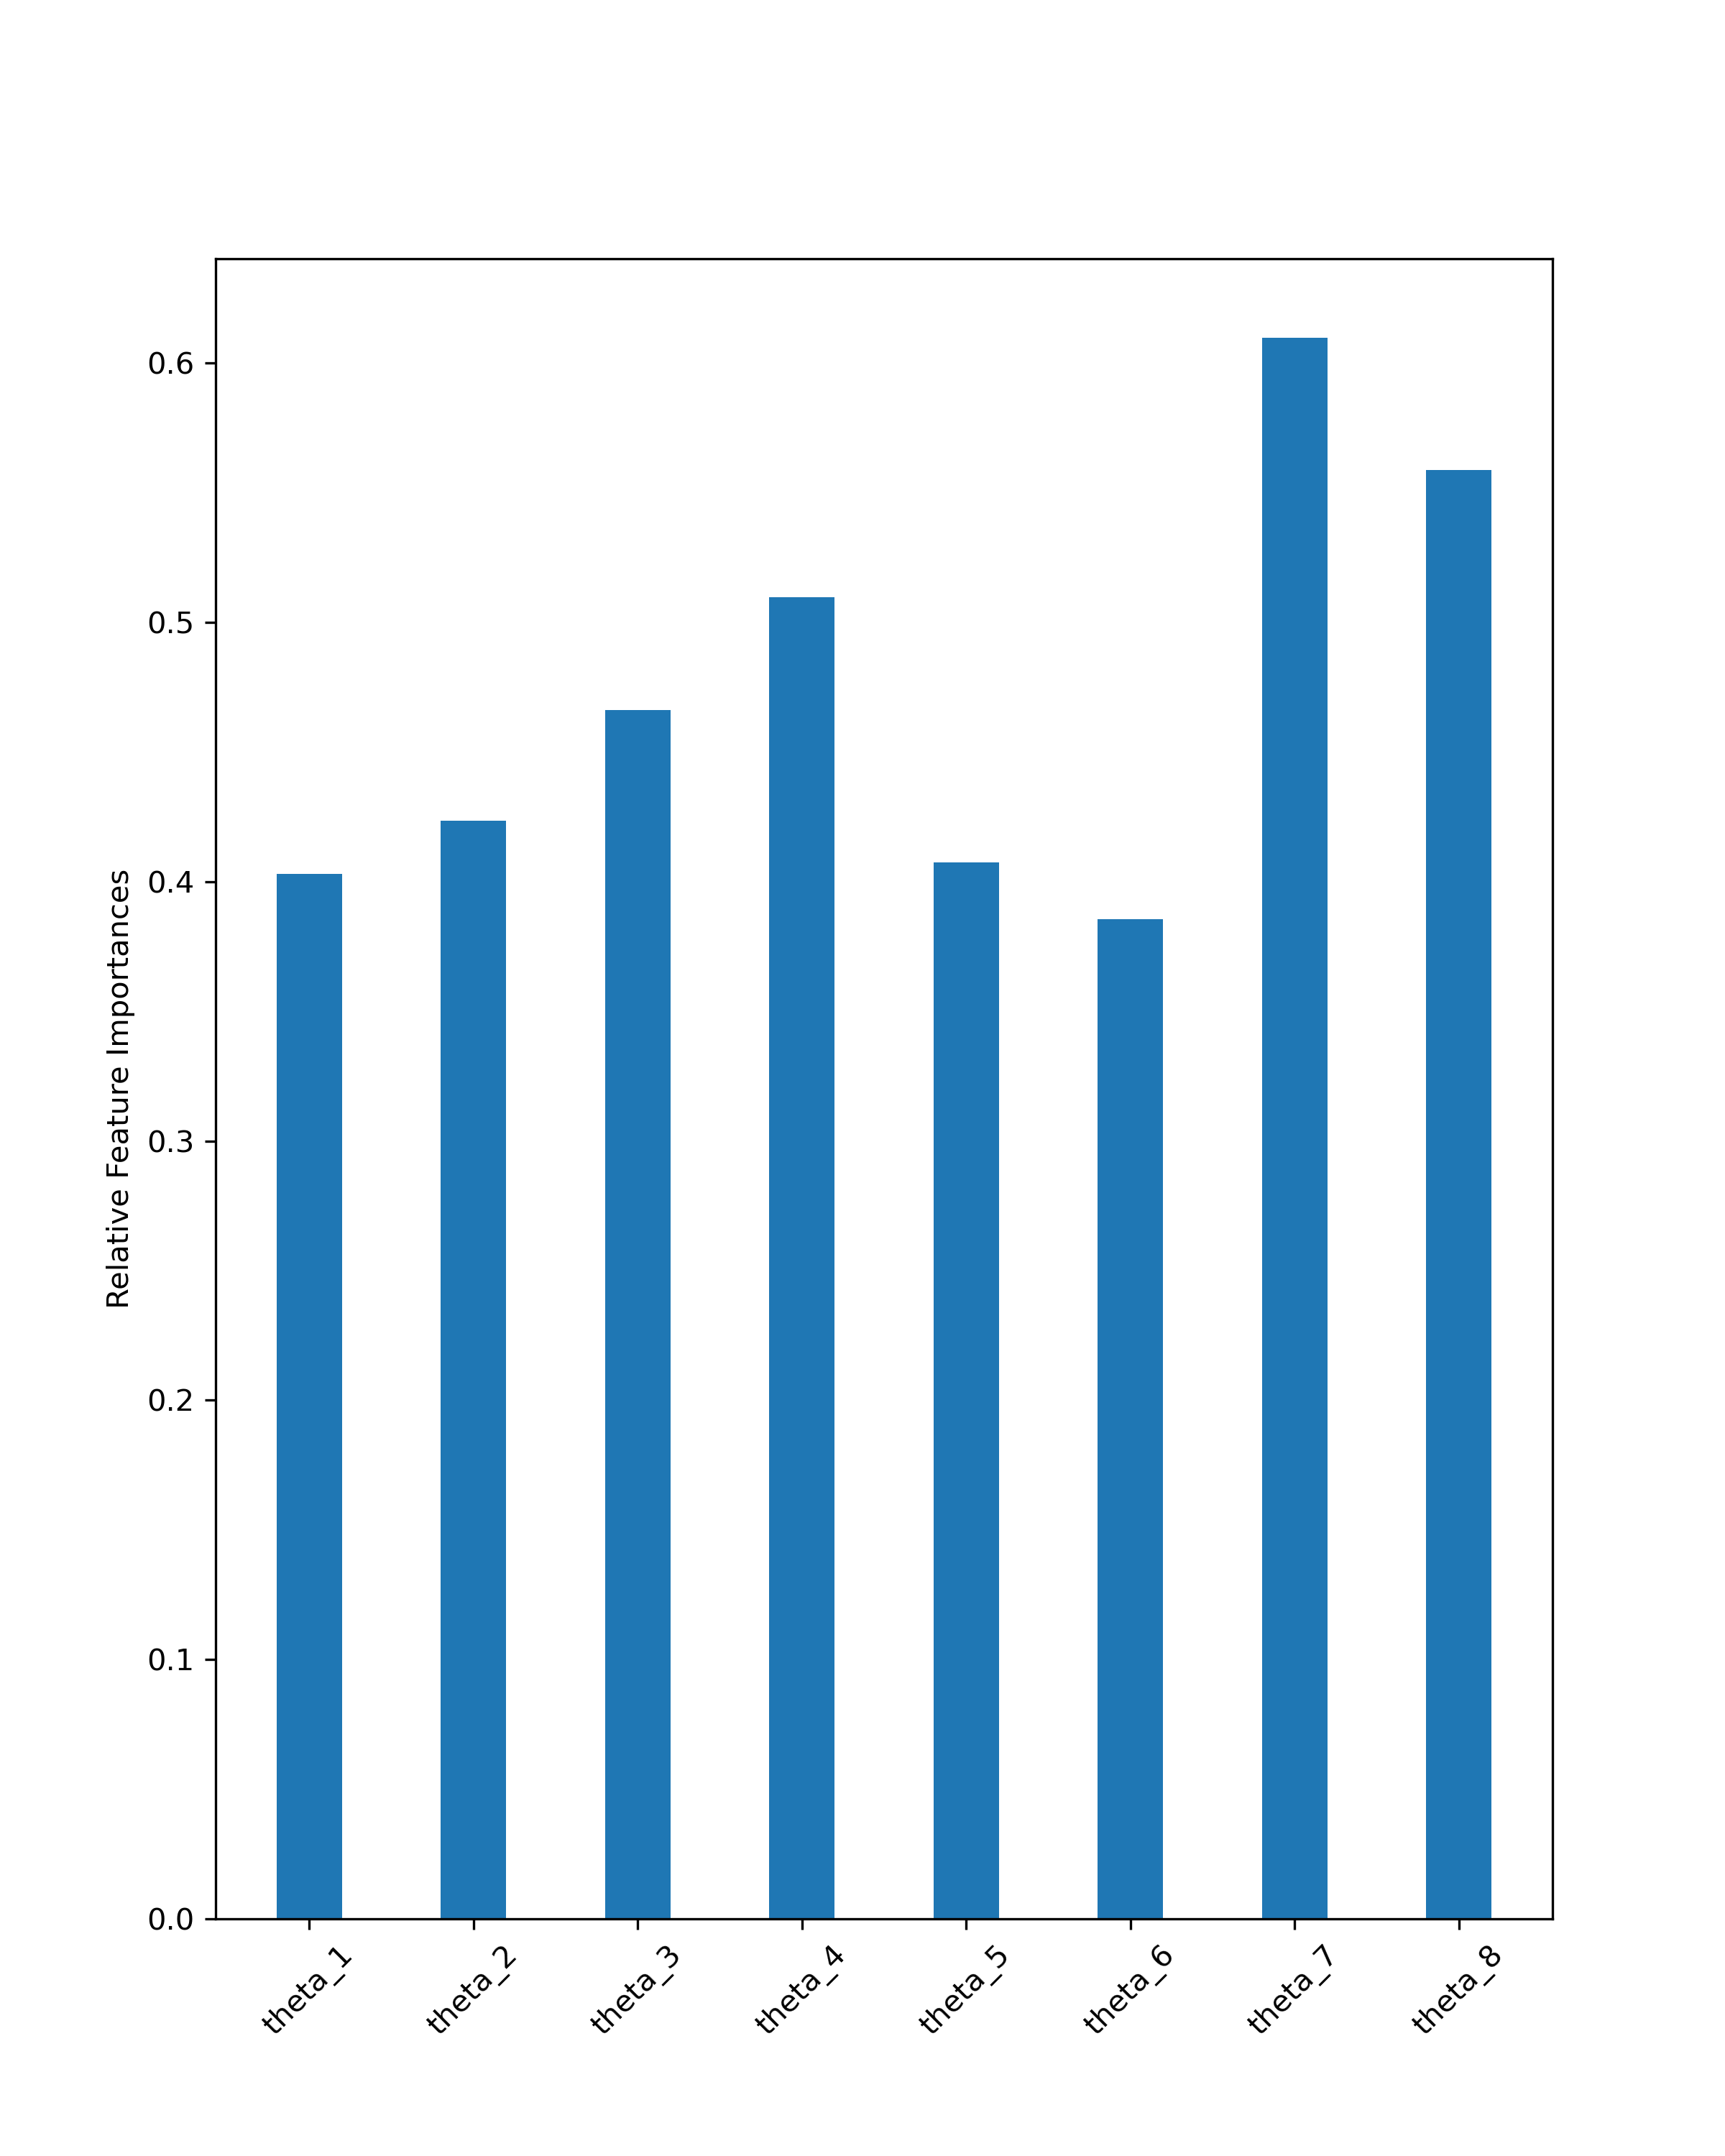 Relative Feature Importances
0.6
0.5
0.4
0.3
0.2
0.1
0.0
theta_1
theta_2
theta_3
theta_4
theta_5
theta_6
theta_7
theta_8